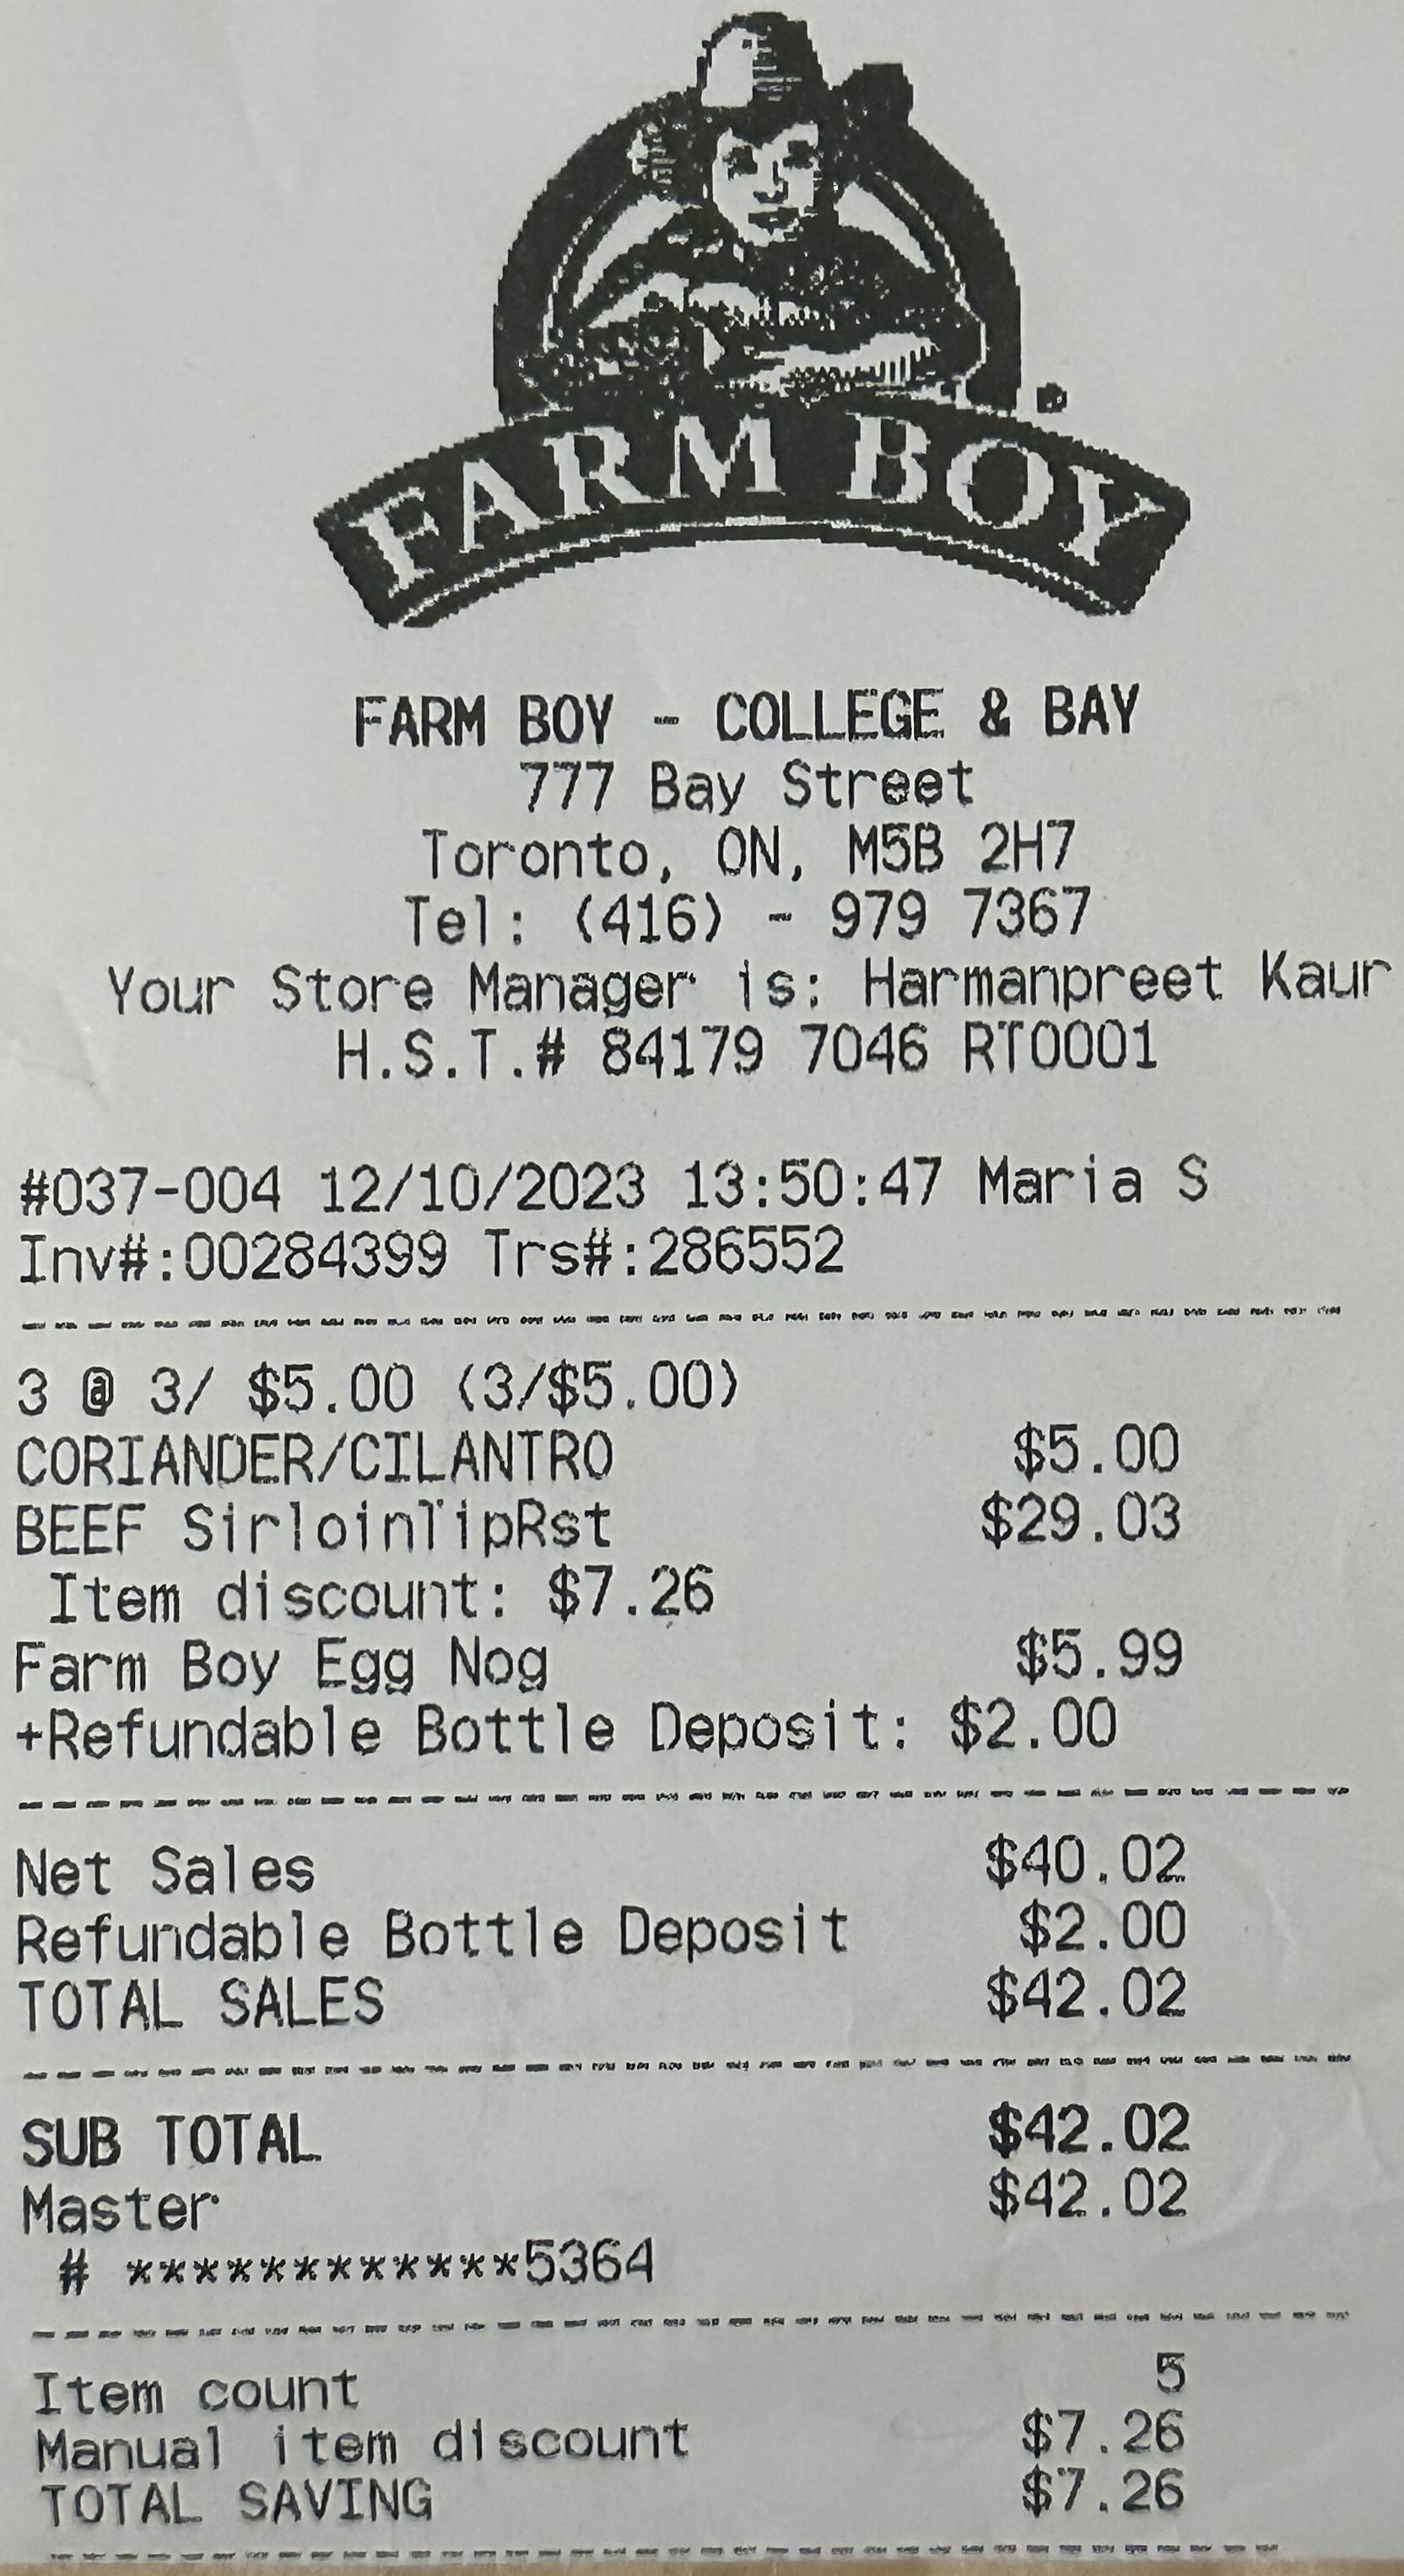 FARM BOY
FARM BOY - COLLEGE & BAY
777 Bay Street
Toronto, ON, M5B 2H7
Tel: (416) - 979 7367
Your Store Manager is: Harmanpreet Kaur
H.S.T.# 84179 7046 RT0001
#037-004 12/10/2023 13:50:47 Maria S
Inv#:00284399 Trs#:286552
3 @ 3/ $5.00 (3/$5.00)
CORIANDER/CILANTRO $5.00
BEEF SirloinTipRst $29.03
Item discount: $7.26
Farm Boy Egg Nog $5.99
+Refundable Bottle Deposit: $2.00
Net Sales $40.02
Refundable Bottle Deposit $2.00
TOTAL SALES $42.02
SUB TOTAL $42.02
Master $42.02
# ************5364
Item count 5
Manual item discount $7.26
TOTAL SAVING $7.26